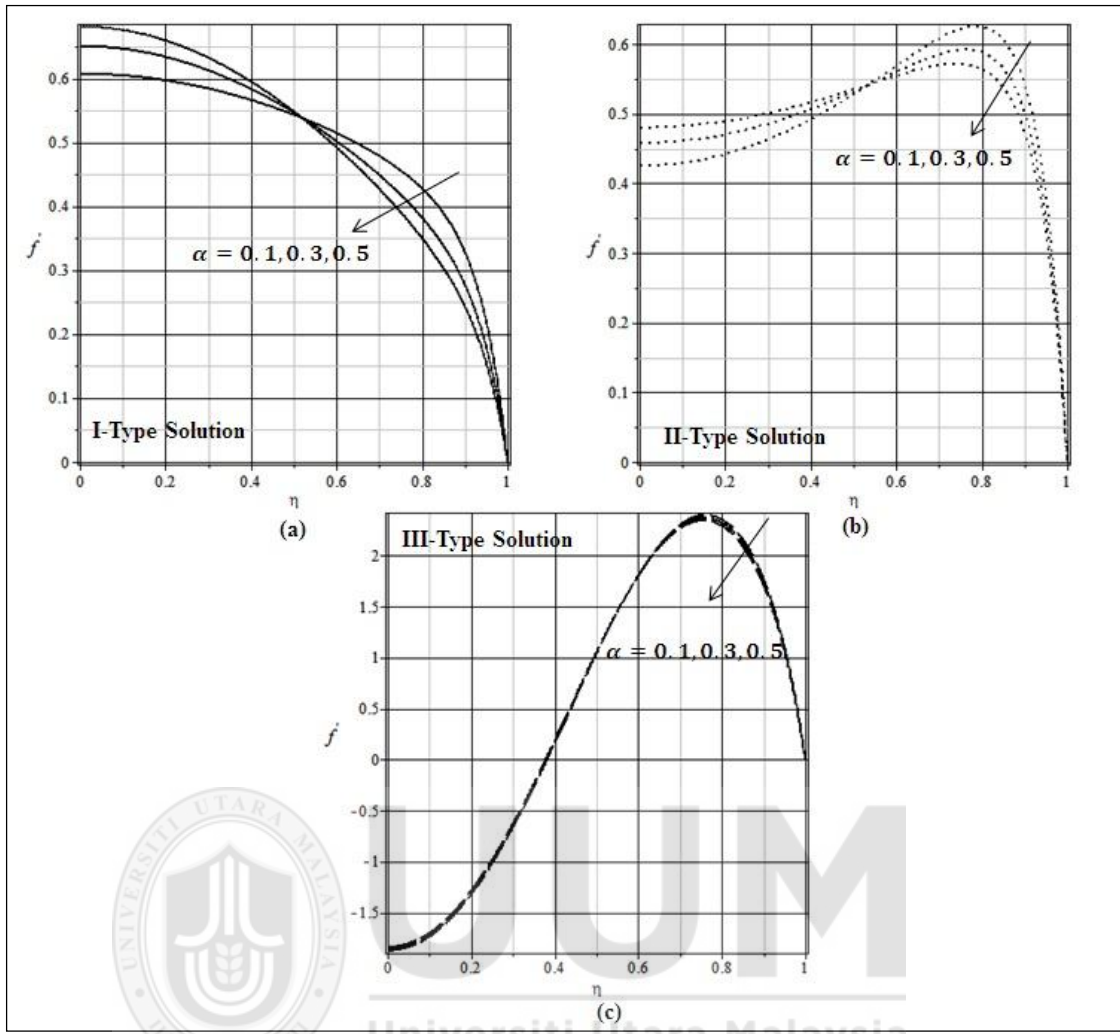 0.6
0.5
0.4
0.3
0.2
0.1
0
f'
α = 0.1, 0.3, 0.5
I-Type Solution
0 0.2 0.4 0.6 0.8 1
η
(a)
0.6
0.5
0.4
0.3
0.2
0.1
0
f'
α = 0.1, 0.3, 0.5
II-Type Solution
0 0.2 0.4 0.6 0.8 1
η
(b)
III-Type Solution
2
1.5
1
0.5
0
-0.5
-1
-1.5
f'
α = 0.1, 0.3, 0.5
0 0.2 0.4 0.6 0.8 1
η
(c)
UNIVERSITI UTARA MALAYSIA
UUM
Universiti Utara Malaysia